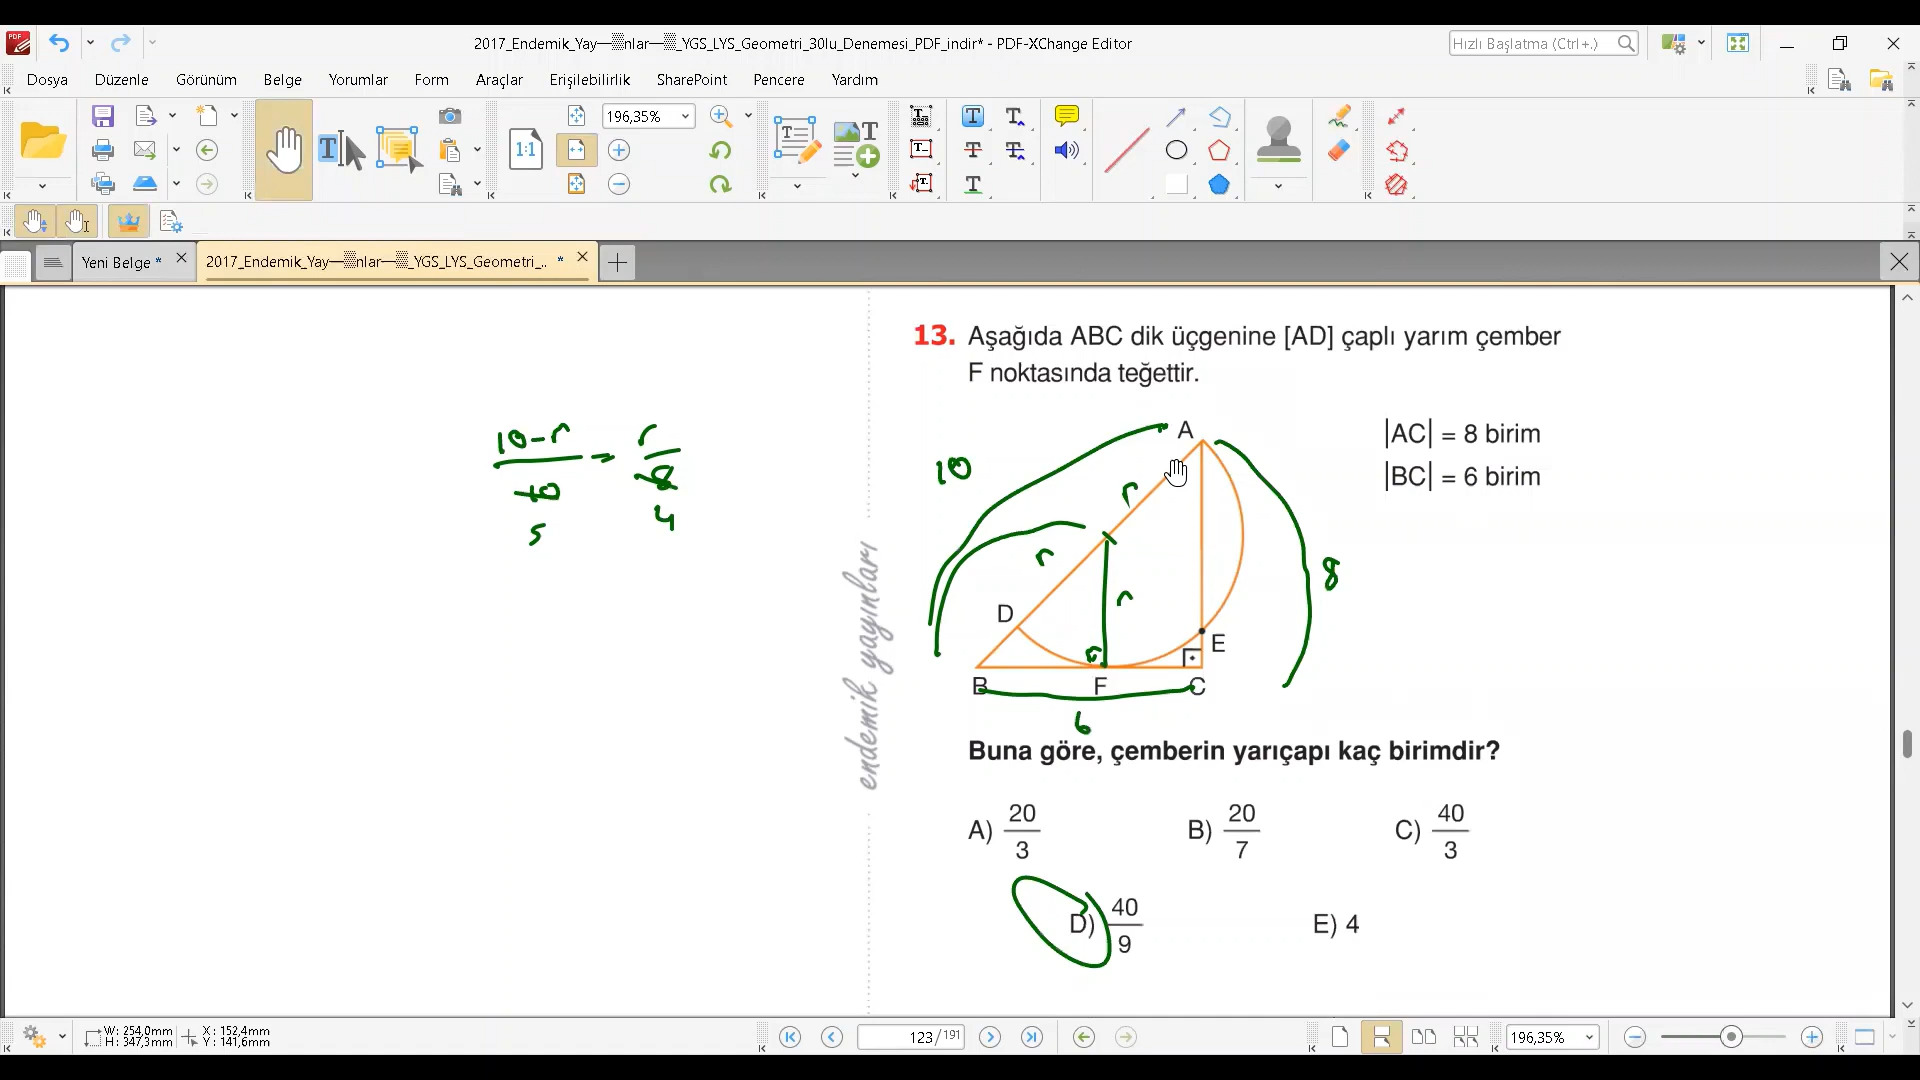 2017_Endemik_Yay—▒nlar—▒_YGS_LYS_Geometri_30lu_Denemesi_PDF_indir* - PDF-XChange Editor
Hızlı Başlatma (Ctrl+.)
Dosya Düzenle Görünüm Belge Yorumlar Form Araçlar Erişilebilirlik SharePoint Pencere Yardım
196,35%
1:1
Yeni Belge *
2017_Endemik_Yay—▒nlar—▒_YGS_LYS_Geometri_.. *
13. Aşağıda ABC dik üçgenine [AD] çaplı yarım çember
F noktasında teğettir.
|AC| = 8 birim
|BC| = 6 birim
10-r = r
10 8
5 4
A
10
r
r
8
r
D
E
B F C
6
endemik yayınları
Buna göre, çemberin yarıçapı kaç birimdir?
A) 20/3 B) 20/7 C) 40/3
D) 40/9 E) 4
W: 254,0mm X: 152,4mm
H: 347,3mm Y: 141,6mm
123 / 191
196,35%